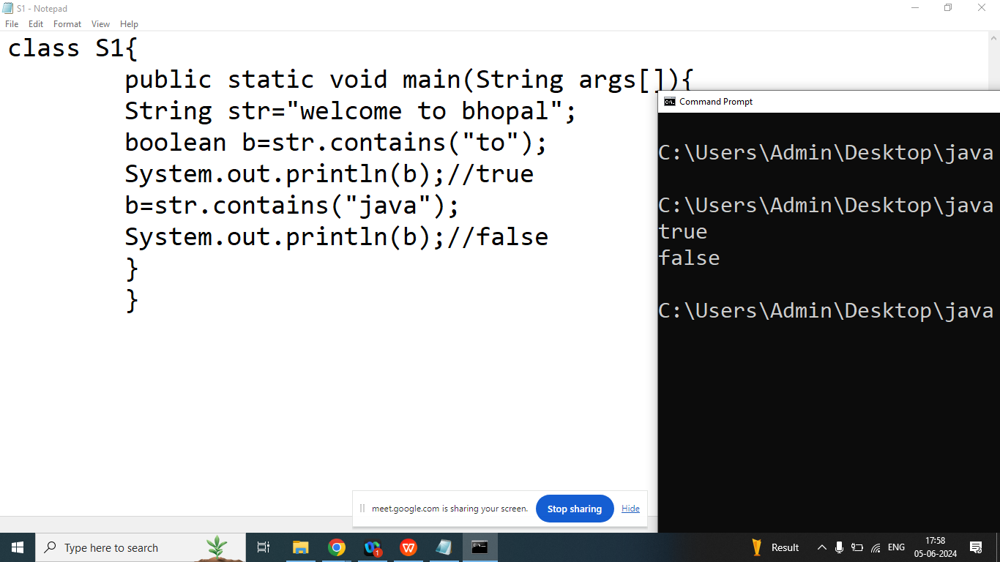 S1 - Notepad
File Edit Format View Help
class S1{
public static void main(String args[]){
String str="welcome to bhopal";
boolean b=str.contains("to");
System.out.println(b);//true
b=str.contains("java");
System.out.println(b);//false
}
}
Command Prompt
C:\Users\Admin\Desktop\java
C:\Users\Admin\Desktop\java
true
false
C:\Users\Admin\Desktop\java
meet.google.com is sharing your screen. Stop sharing Hide
Type here to search
1
W
Result
ENG
17:58
05-06-2024